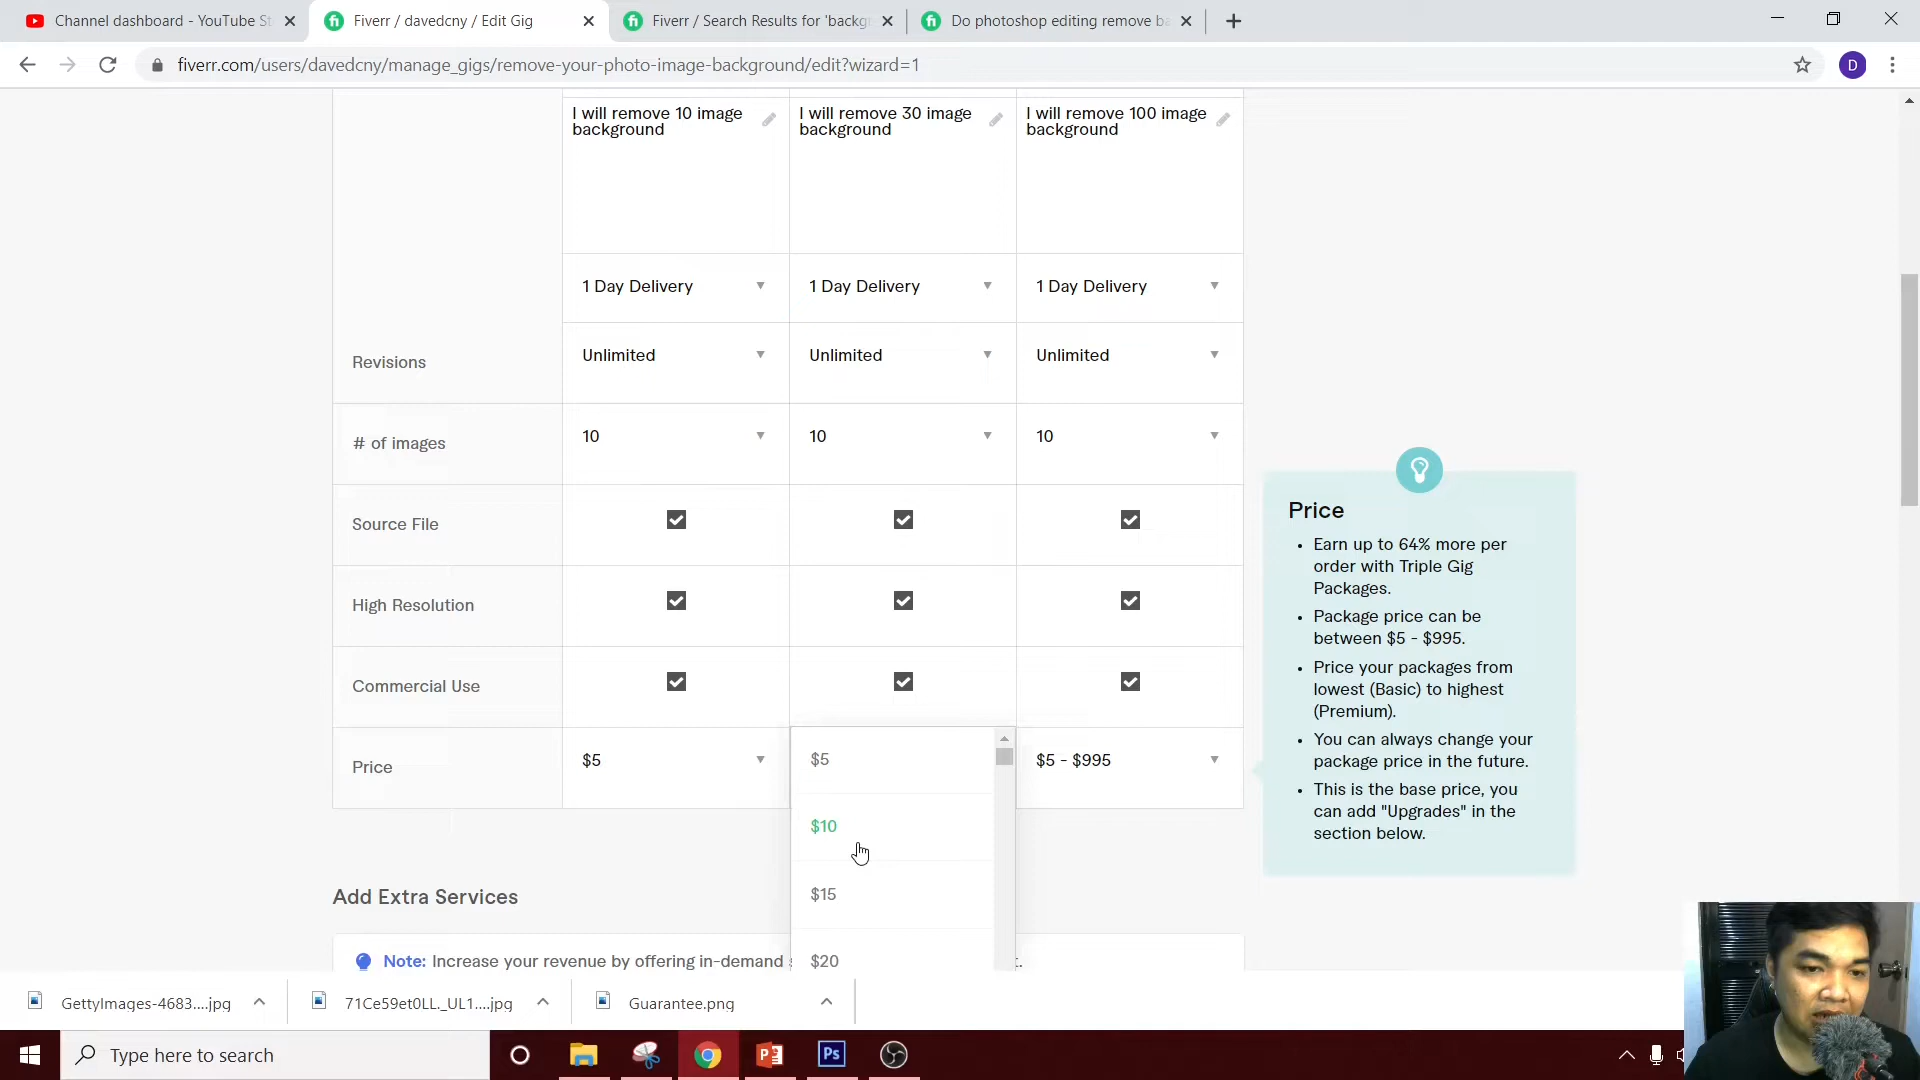 Channel dashboard - YouTube St
Fiverr / davedcny / Edit Gig
Fiverr / Search Results for 'backg
Do photoshop editing remove ba
fiverr.com/users/davedcny/manage_gigs/remove-your-photo-image-background/edit?wizard=1
D
I will remove 10 image
background
I will remove 30 image
background
I will remove 100 image
background
1 Day Delivery
1 Day Delivery
1 Day Delivery
Revisions
Unlimited
Unlimited
Unlimited
# of images
10
10
10
Source File
High Resolution
Commercial Use
Price
$5
$5
$10
$15
$20
$5 - $995
Price
Earn up to 64% more per
order with Triple Gig
Packages.
Package price can be
between $5 - $995.
Price your packages from
lowest (Basic) to highest
(Premium).
You can always change your
package price in the future.
This is the base price, you
can add "Upgrades" in the
section below.
Add Extra Services
Note: Increase your revenue by offering in-demand s
t.
GettyImages-4683....jpg
71Ce59et0LL._UL1....jpg
Guarantee.png
Type here to search
Ps